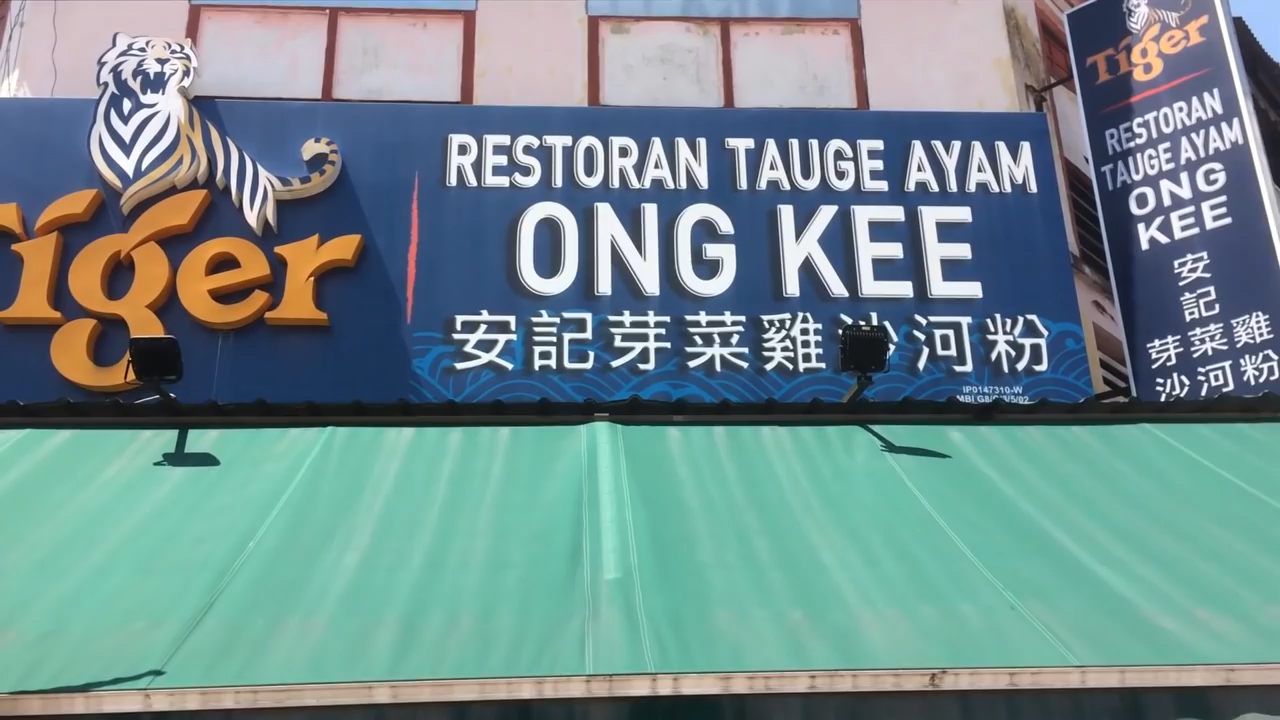 Tiger
RESTORAN TAUGE AYAM
ONG KEE
安記芽菜雞沙河粉
IP0147310-W
Tiger
RESTORAN
TAUGE AYAM
ONG
KEE
安
記
芽菜雞
沙河粉